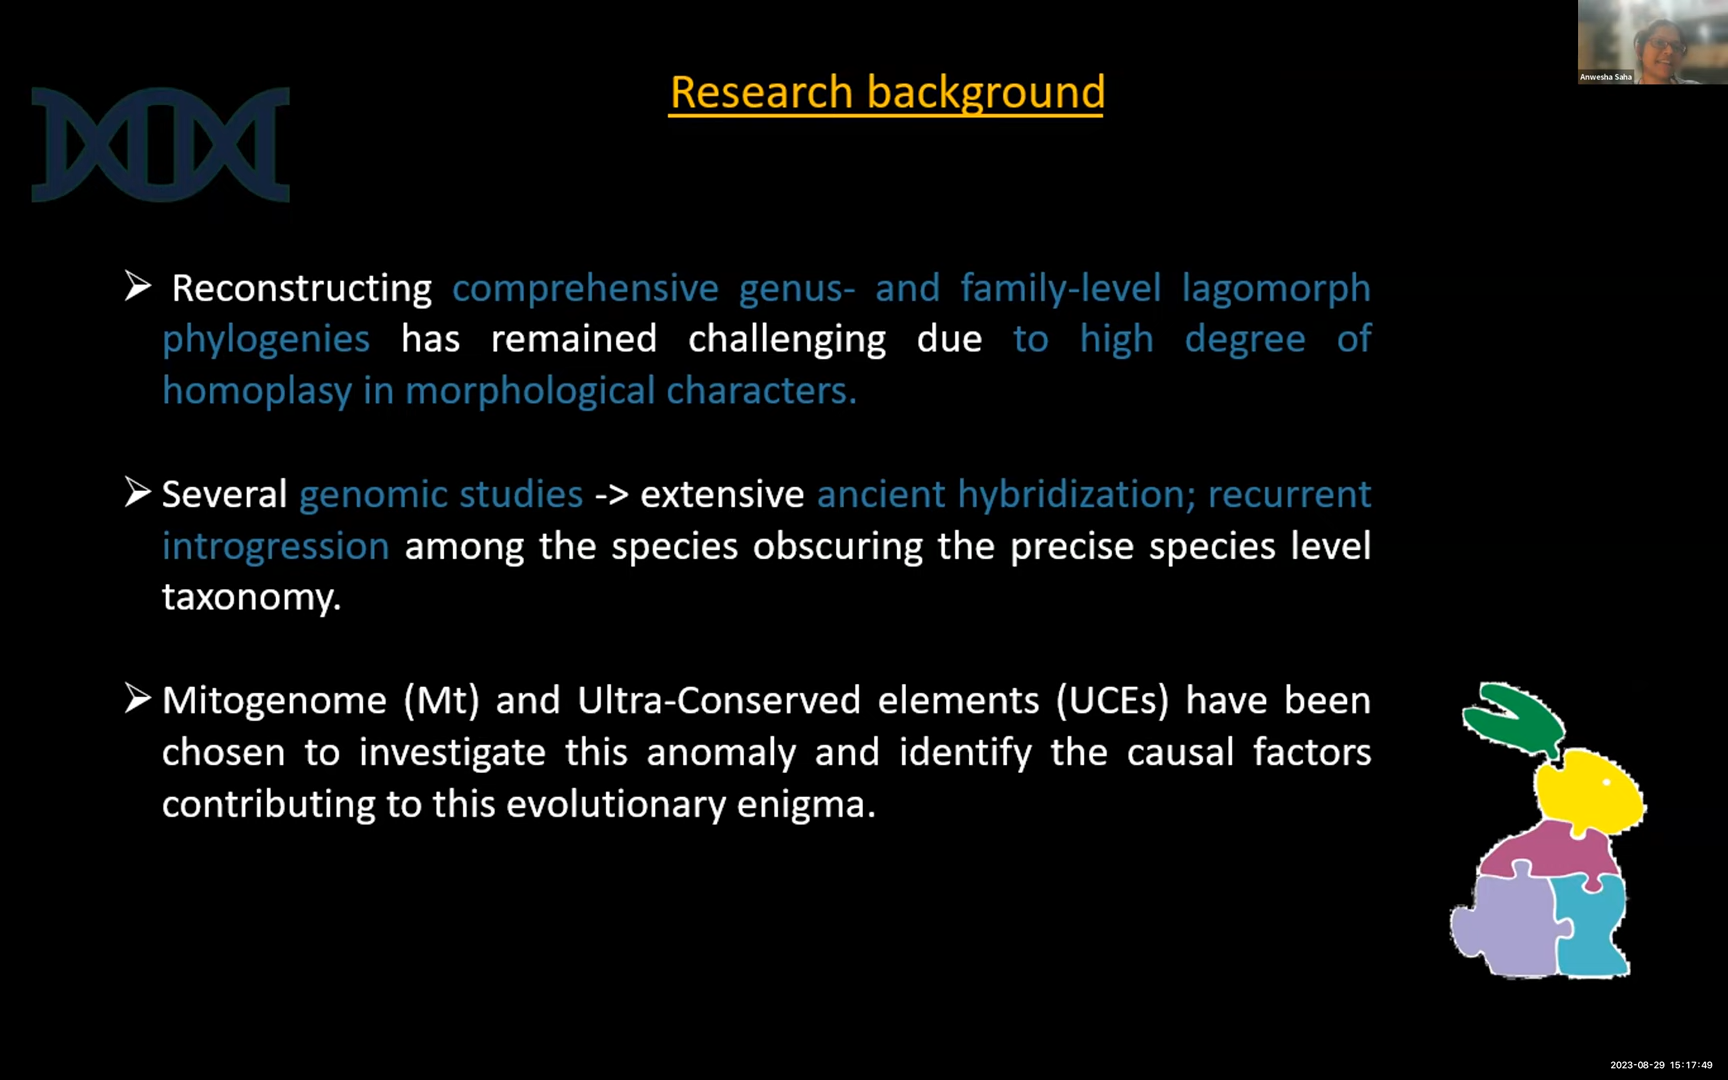 Anwesha Saha
Research background
➢ Reconstructing comprehensive genus- and family-level lagomorph
phylogenies has remained challenging due to high degree of
homoplasy in morphological characters.
➢ Several genomic studies -> extensive ancient hybridization; recurrent
introgression among the species obscuring the precise species level
taxonomy.
➢ Mitogenome (Mt) and Ultra-Conserved elements (UCEs) have been
chosen to investigate this anomaly and identify the causal factors
contributing to this evolutionary enigma.
2023-08-29 15:17:49